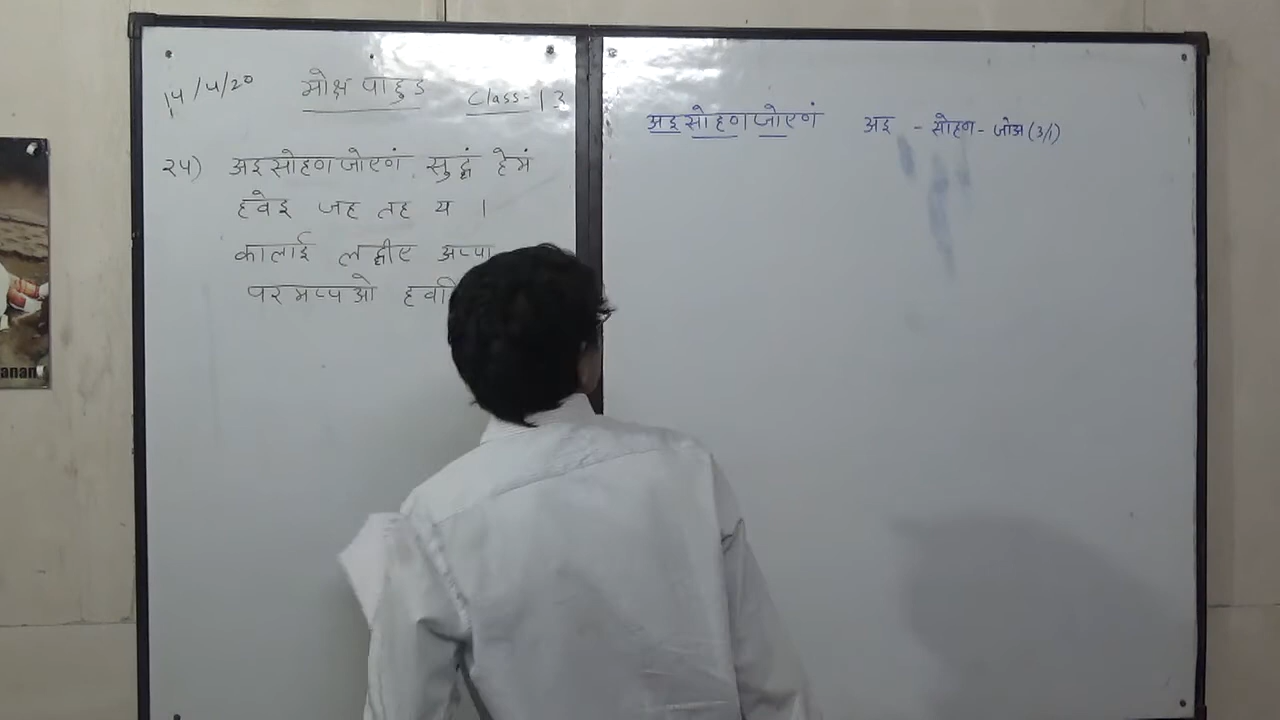 14/4/20 मोक्ष पाहुड Class-13
२४) अइसोहणजोएणं सुद्धं हेमं
हवेइ जह तह य ।
कालाई लद्धीए अप्पा
परमप्पओ
अइसोहणजोएणं अइ - सोहण - जोअ (3/1)
anan